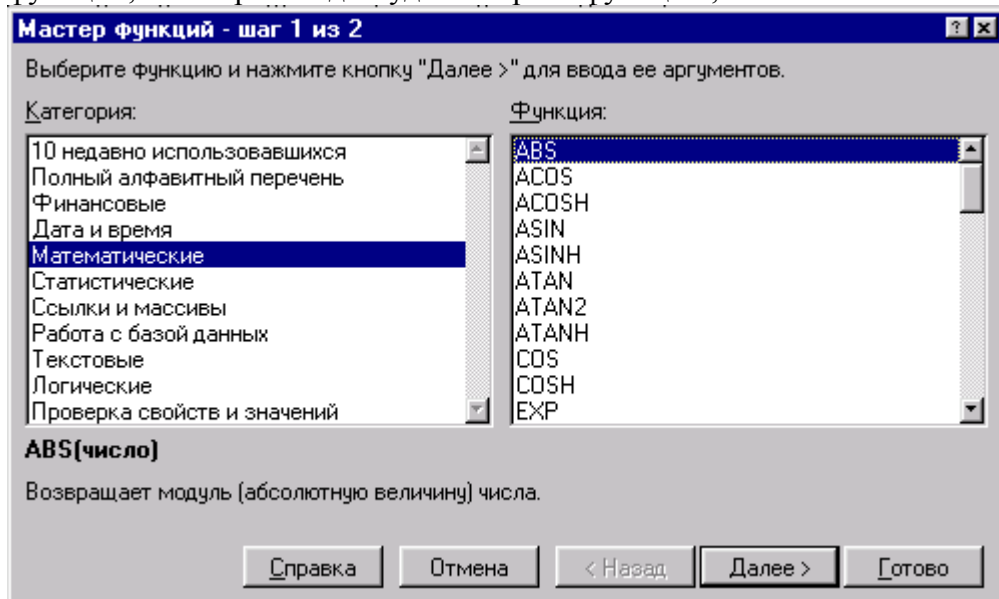 Мастер функций - шаг 1 из 2
Выберите функцию и нажмите кнопку "Далее >" для ввода ее аргументов.
Категория:
10 недавно использовавшихся
Полный алфавитный перечень
Финансовые
Дата и время
Математические
Статистические
Ссылки и массивы
Работа с базой данных
Текстовые
Логические
Проверка свойств и значений
Функция:
ABS
ACOS
ACOSH
ASIN
ASINH
ATAN
ATAN2
ATANH
COS
COSH
EXP
ABS(число)
Возвращает модуль (абсолютную величину) числа.
Справка
Отмена
< Назад
Далее >
Готово